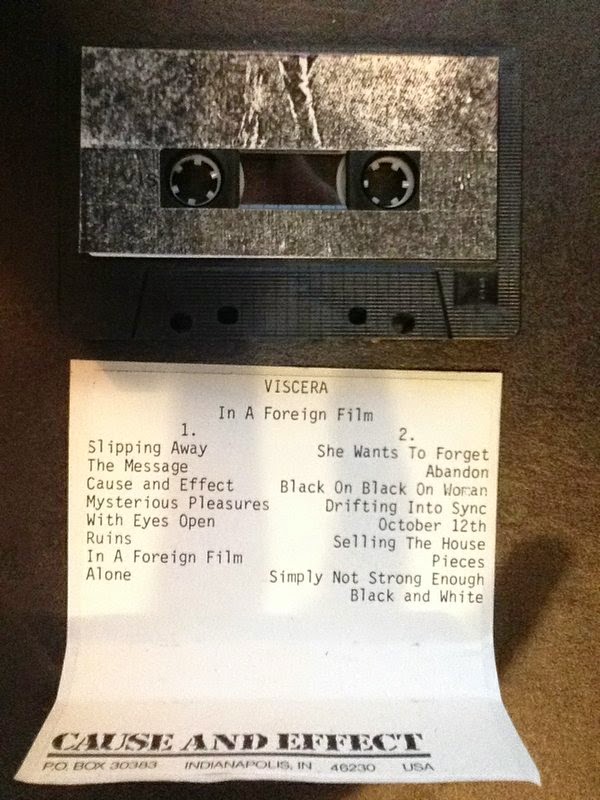 VISCERA
In A Foreign Film
1.
Slipping Away
The Message
Cause and Effect
Mysterious Pleasures
With Eyes Open
Ruins
In A Foreign Film
Alone
2.
She Wants To Forget
Abandon
Black On Black On Woman
Drifting Into Sync
October 12th
Selling The House
Pieces
Simply Not Strong Enough
Black and White
CAUSE AND EFFECT
P.O. BOX 30383 INDIANAPOLIS, IN 46230 USA